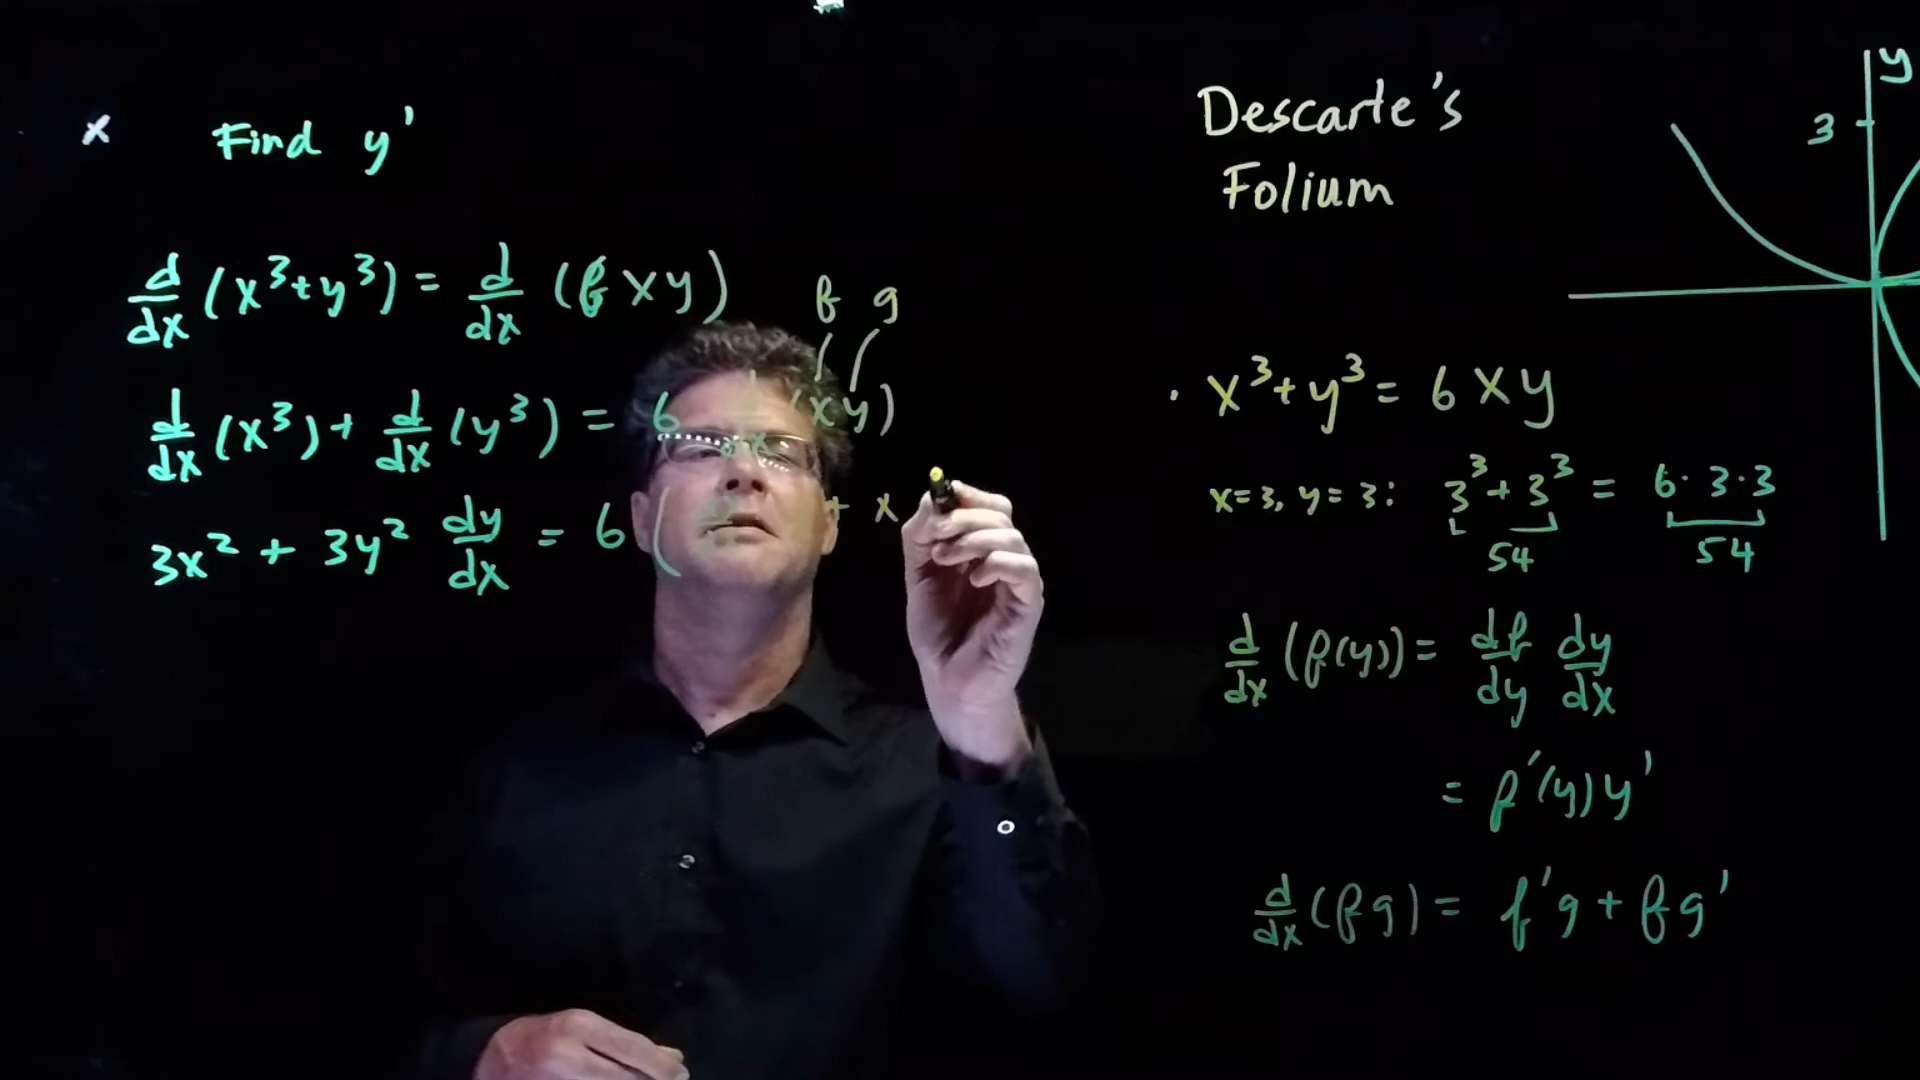 x Find y'
d/dx (x³+y³) = d/dx (6xy)
f g
d/dx (x³) + d/dx (y³) = 6 d/dx (xy)
3x² + 3y² dy/dx = 6 ( + x
Descarte's
Folium
y
3
· x³+y³ = 6xy
x=3, y=3: 3³+3³ = 6·3·3
54 54
d/dx (f(y)) = df/dy dy/dx
= f'(y)y'
d/dx (fg) = f'g + fg'